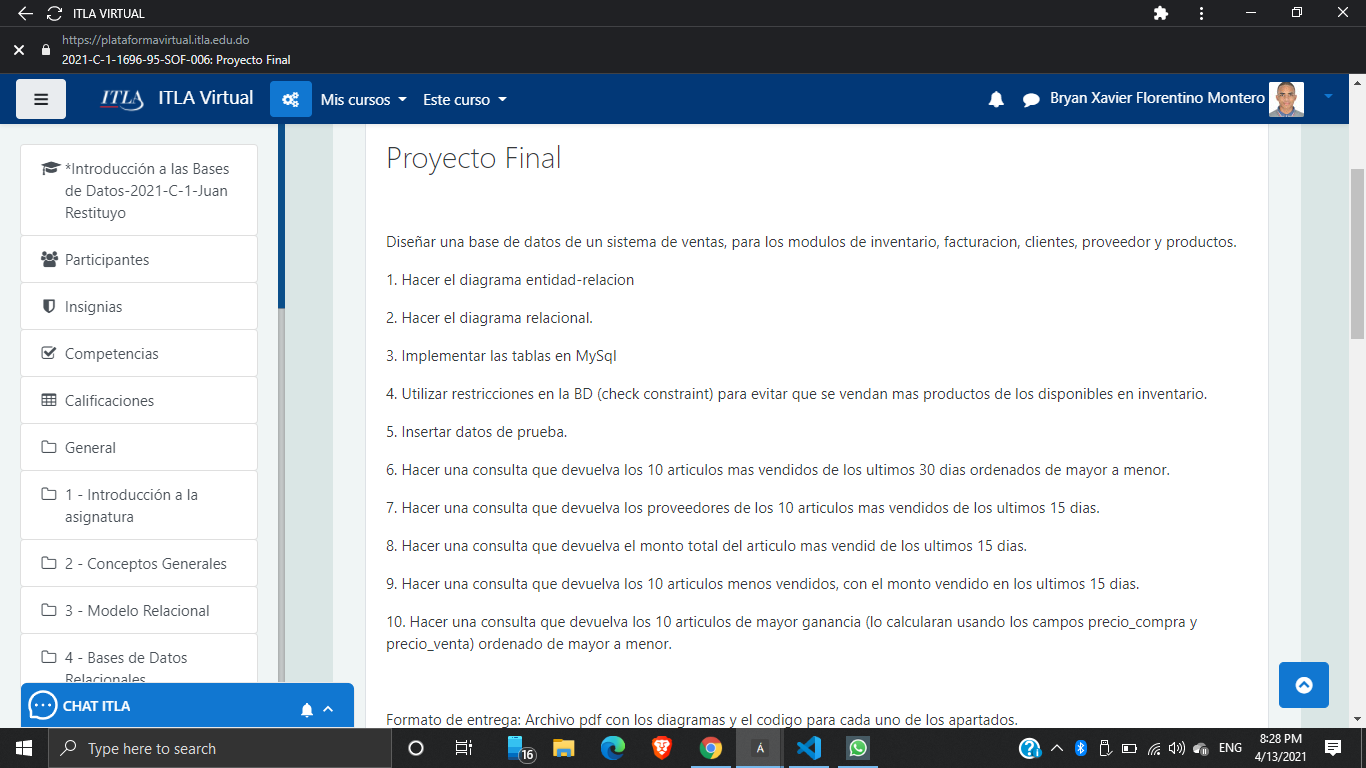 ITLA VIRTUAL
https://plataformavirtual.itla.edu.do
2021-C-1-1696-95-SOF-006: Proyecto Final
ITLA
ITLA Virtual
Mis cursos
Este curso
Bryan Xavier Florentino Montero
*Introducción a las Bases
de Datos-2021-C-1-Juan
Restituyo
Participantes
Insignias
Competencias
Calificaciones
General
1 - Introducción a la
asignatura
2 - Conceptos Generales
3 - Modelo Relacional
4 - Bases de Datos
Relacionales
CHAT ITLA
Proyecto Final
Diseñar una base de datos de un sistema de ventas, para los modulos de inventario, facturacion, clientes, proveedor y productos.
1. Hacer el diagrama entidad-relacion
2. Hacer el diagrama relacional.
3. Implementar las tablas en MySql
4. Utilizar restricciones en la BD (check constraint) para evitar que se vendan mas productos de los disponibles en inventario.
5. Insertar datos de prueba.
6. Hacer una consulta que devuelva los 10 articulos mas vendidos de los ultimos 30 dias ordenados de mayor a menor.
7. Hacer una consulta que devuelva los proveedores de los 10 articulos mas vendidos de los ultimos 15 dias.
8. Hacer una consulta que devuelva el monto total del articulo mas vendid de los ultimos 15 dias.
9. Hacer una consulta que devuelva los 10 articulos menos vendidos, con el monto vendido en los ultimos 15 dias.
10. Hacer una consulta que devuelva los 10 articulos de mayor ganancia (lo calcularan usando los campos precio_compra y
precio_venta) ordenado de mayor a menor.
Formato de entrega: Archivo pdf con los diagramas y el codigo para cada uno de los apartados.
Type here to search
16
A
ENG
8:28 PM
4/13/2021